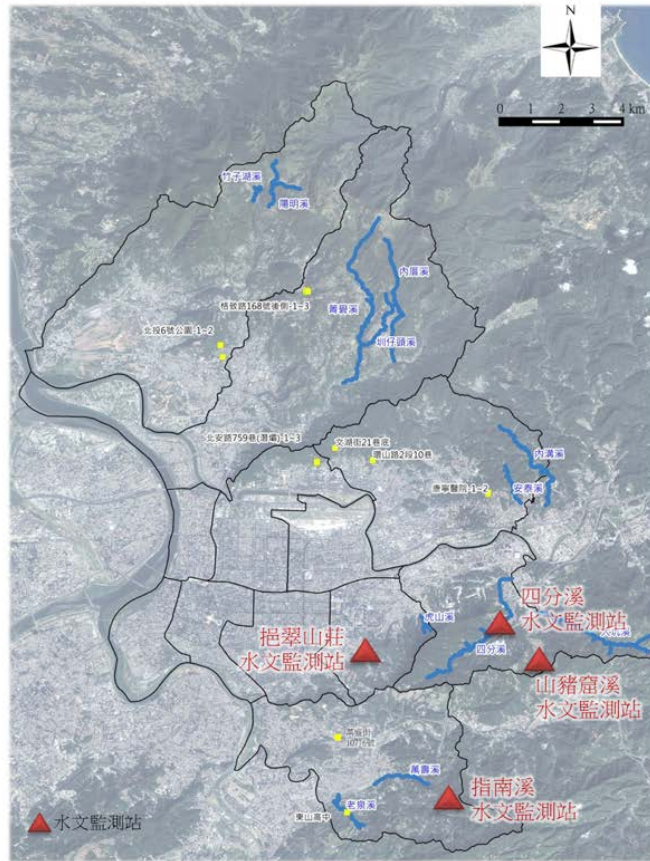 N
0 1 2 3 4 km
竹子湖溪
陽明溪
內厝溪
格致路168號後側-1~3
菁礐溪
北投6號公園-1~2
圳仔頭溪
北安路759巷(潛壩)-1~3
文湖街21巷底
環山路2段10巷
內溝溪
康寧醫院-1~2
安泰溪
四分溪
水文監測站
虎山溪
挹翠山莊
水文監測站
四分溪
山豬窟溪
水文監測站
萬壽溪
指南溪
水文監測站
老泉溪
東山高中
水文監測站